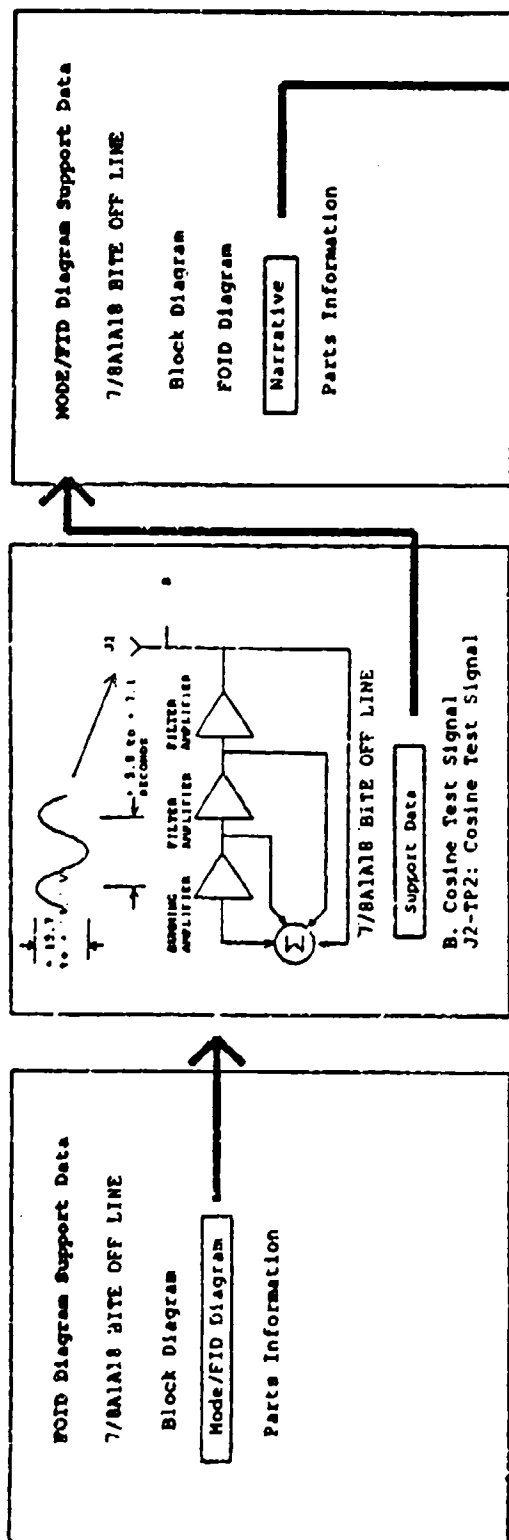 FOID Diagram Support Data
7/8A1A18 BITE OFF LINE
Block Diagram
Mode/FID Diagram
Parts Information
J2
SECONDS
SUMMING
AMPLIFIER
FILTER
AMPLIFIER
FILTER
AMPLIFIER
Σ
7/8A1A18 BITE OFF LINE
Support Data
B. Cosine Test Signal
J2-TP2: Cosine Test Signal
MODE/FID Diagram Support Data
7/8A1A18 BITE OFF LINE
Block Diagram
FOID Diagram
Narrative
Parts Information